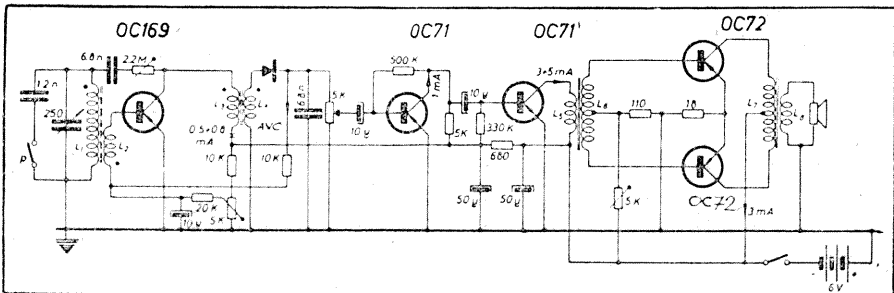 OC169
OC71
OC71
OC72
6.8n
2.2M
500K
3+5mA
1.2n
250
L1
L2
L3
L4
0.5+0.8
mA
AVC
6.8n
5K
10µ
1mA
10µ
5K
330K
L5
L6
110
18
L7
L8
10K
10K
680
P
20K
5K
10µ
50µ
50µ
5K
OC72
3mA
-
+
6V